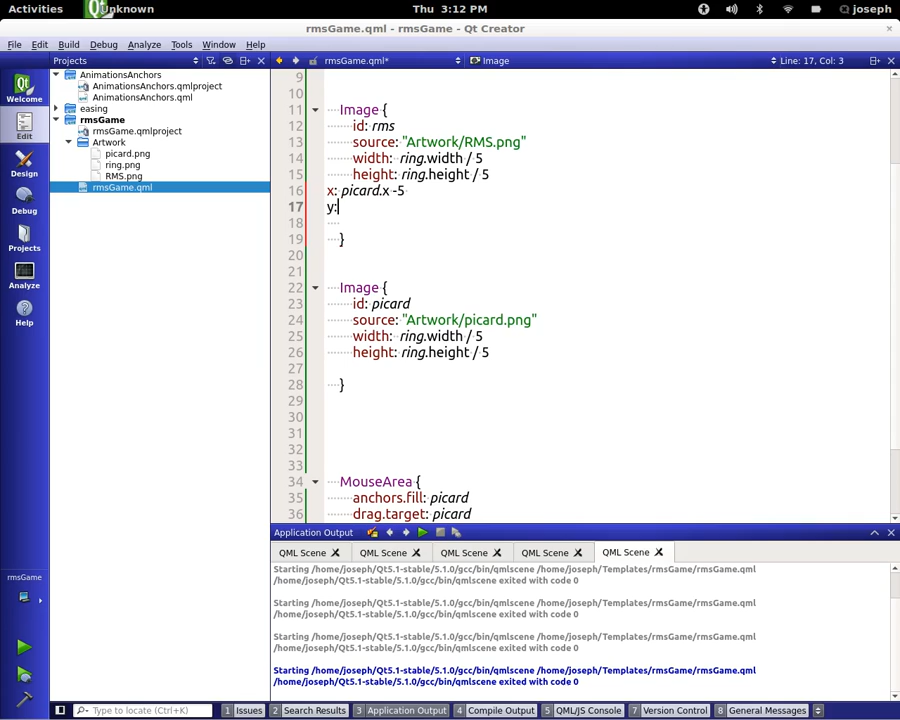 Activities Unknown Thu 3:12 PM joseph
rmsGame.qml - rmsGame - Qt Creator
File Edit Build Debug Analyze Tools Window Help
Projects rmsGame.qml* Image Line: 17, Col: 3
Welcome
Edit
Design
Debug
Projects
Analyze
Help
rmsGame
AnimationsAnchors
AnimationsAnchors.qmlproject
AnimationsAnchors.qml
easing
rmsGame
rmsGame.qmlproject
Artwork
picard.png
ring.png
RMS.png
rmsGame.qml
9
10
11 Image {
12 id: rms
13 source: "Artwork/RMS.png"
14 width: ring.width / 5
15 height: ring.height / 5
16 x: picard.x -5
17 y:
18
19 }
20
21
22 Image {
23 id: picard
24 source: "Artwork/picard.png"
25 width: ring.width / 5
26 height: ring.height / 5
27
28 }
29
30
31
32
33
34 MouseArea {
35 anchors.fill: picard
36 drag.target: picard
Application Output
QML Scene QML Scene QML Scene QML Scene QML Scene
Starting /home/joseph/Qt5.1-stable/5.1.0/gcc/bin/qmlscene /home/joseph/Templates/rmsGame/rmsGame.qml
/home/joseph/Qt5.1-stable/5.1.0/gcc/bin/qmlscene exited with code 0
Starting /home/joseph/Qt5.1-stable/5.1.0/gcc/bin/qmlscene /home/joseph/Templates/rmsGame/rmsGame.qml
/home/joseph/Qt5.1-stable/5.1.0/gcc/bin/qmlscene exited with code 0
Starting /home/joseph/Qt5.1-stable/5.1.0/gcc/bin/qmlscene /home/joseph/Templates/rmsGame/rmsGame.qml
/home/joseph/Qt5.1-stable/5.1.0/gcc/bin/qmlscene exited with code 0
Starting /home/joseph/Qt5.1-stable/5.1.0/gcc/bin/qmlscene /home/joseph/Templates/rmsGame/rmsGame.qml
/home/joseph/Qt5.1-stable/5.1.0/gcc/bin/qmlscene exited with code 0
Type to locate (Ctrl+K) 1 Issues 2 Search Results 3 Application Output 4 Compile Output 5 QML/JS Console 7 Version Control 8 General Messages